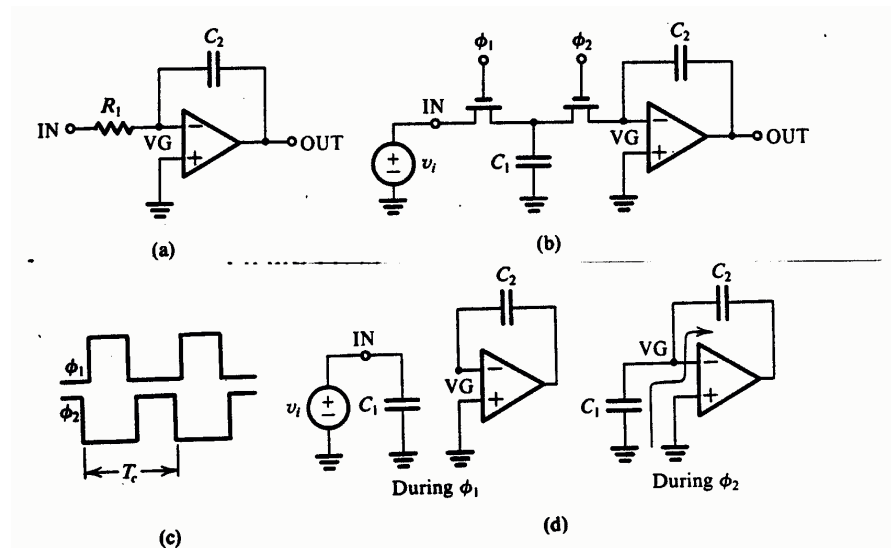 C₂
R₁
IN
VG
−
+
OUT
(a)
ϕ₁
ϕ₂
C₂
IN
+
−
vᵢ
C₁
VG
−
+
OUT
(b)
ϕ₁
ϕ₂
T꜀
(c)
IN
vᵢ
+
−
C₁
C₂
VG
−
+
During ϕ₁
C₂
VG
C₁
−
+
During ϕ₂
(d)